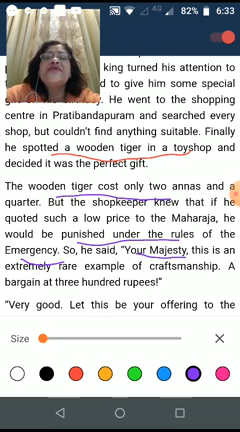 4G 82% 6:33
king turned his attention to
d to give him some special
He went to the shopping
centre in Pratibandapuram and searched every
shop, but couldn't find anything suitable. Finally
he spotted a wooden tiger in a toyshop and
decided it was the perfect gift.
The wooden tiger cost only two annas and a
quarter. But the shopkeeper knew that if he
quoted such a low price to the Maharaja, he
would be punished under the rules of the
Emergency. So, he said, "Your Majesty, this is an
extremely rare example of craftsmanship. A
bargain at three hundred rupees!"
"Very good. Let this be your offering to the
Size